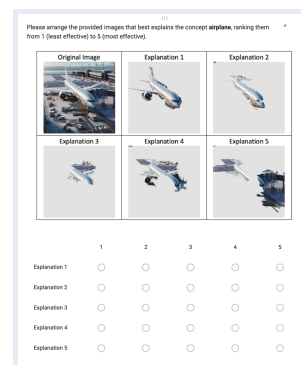 Please arrange the provided images that best explains the concept airplane, ranking them *
from 1 (least effective) to 5 (most effective).
Original Image Explanation 1 Explanation 2
Explanation 3 Explanation 4 Explanation 5
1 2 3 4 5
Explanation 1
Explanation 2
Explanation 3
Explanation 4
Explanation 5